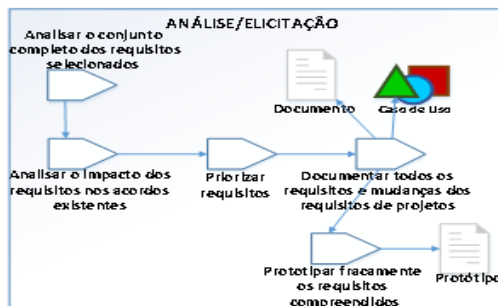 ANÁLISE/ELICITAÇÃO
Analisar o conjunto
completo dos requisitos
selecionados
Documento
Caso de Uso
Analisar o impacto dos
requisitos nos acordos
existentes
Priorizar
requisitos
Documentar todos os
requisitos e mudanças dos
requisitos de projetos
Prototipar fracamente
os requisitos
compreendidos
Protótipo